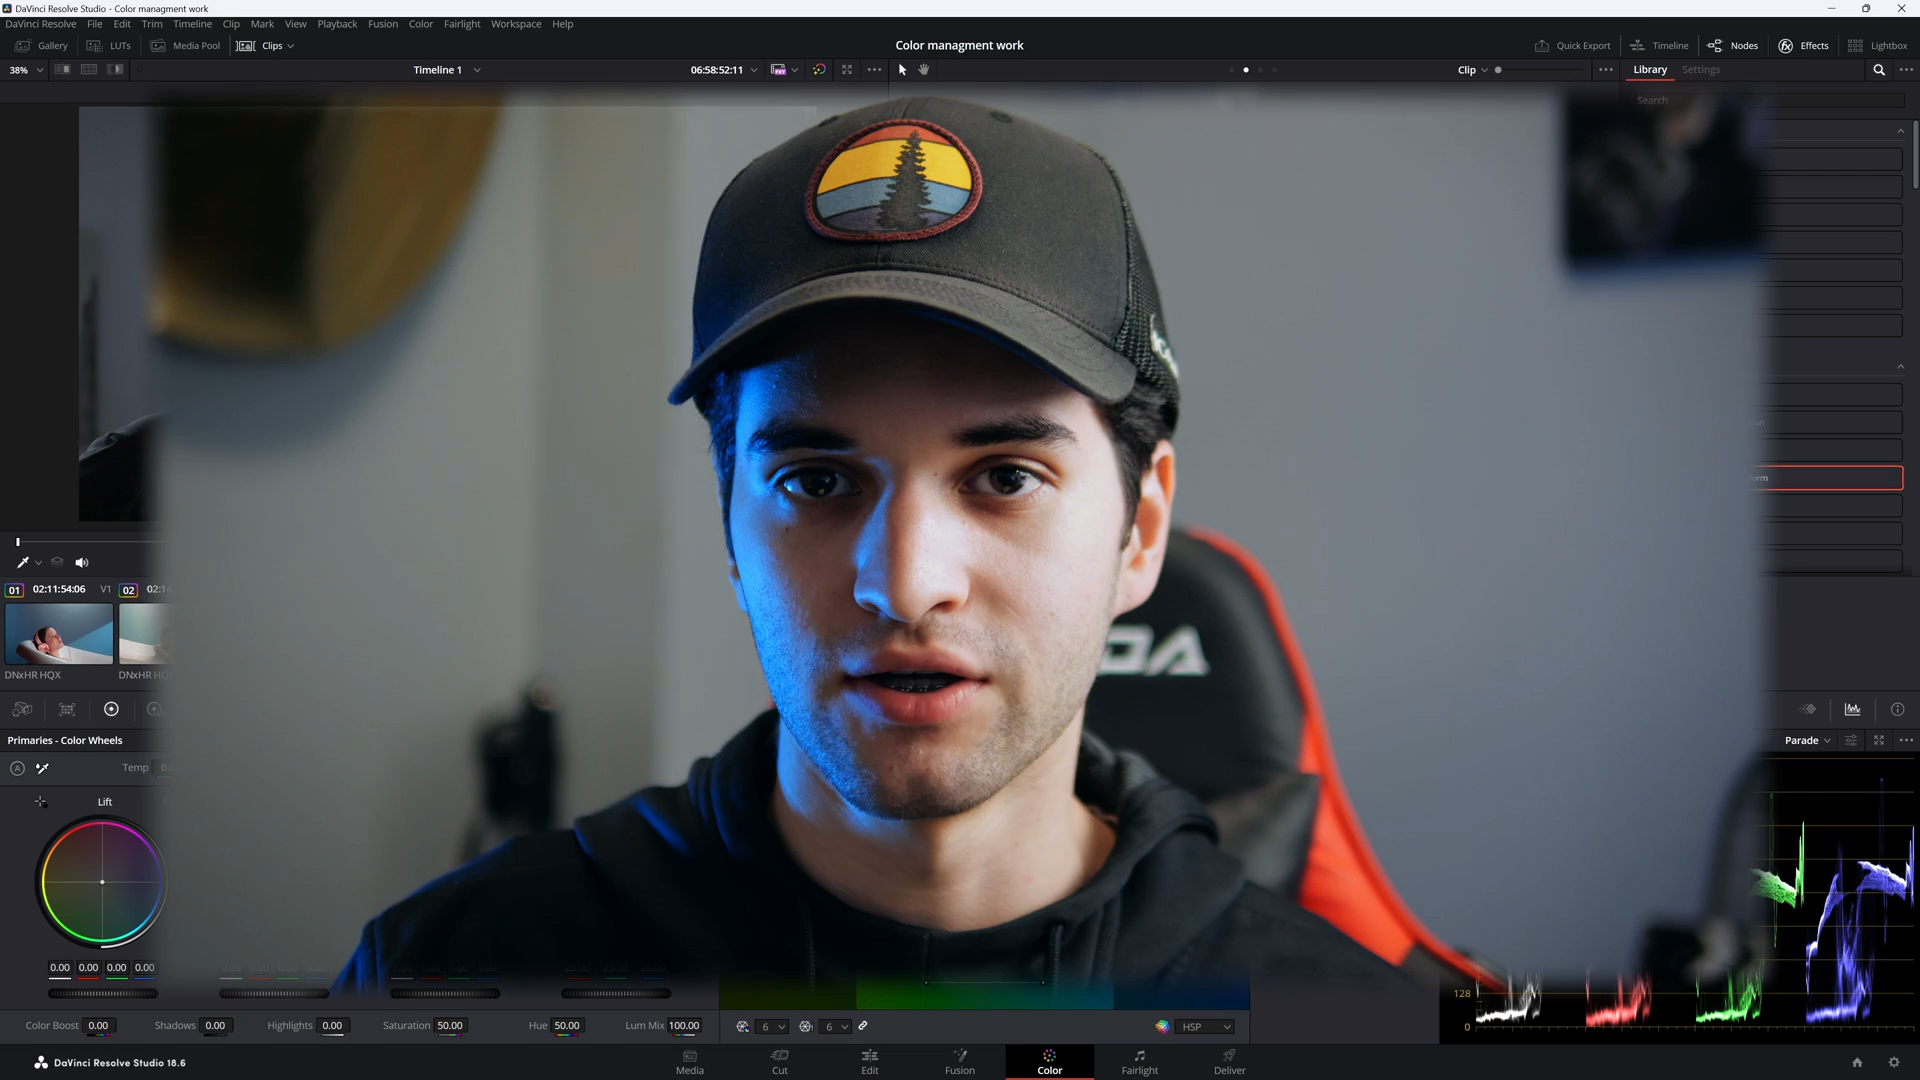 DaVinci Resolve Studio - Color managment work
DaVinci Resolve File Edit Trim Timeline Clip Mark View Playback Fusion Color Fairlight Workspace Help
Gallery LUTs Media Pool Clips Color managment work Quick Export Timeline Nodes Effects Lightbox
38% Timeline 1 06:58:52:11 Clip Library Settings
Search
01 02:11:54:06 V1 02
DNxHR HQX
Primaries - Color Wheels Parade
Temp
Lift
0.00 0.00 0.00 0.00
128
0
Color Boost 0.00 Shadows 0.00 Highlights 0.00 Saturation 50.00 Hue 50.00 Lum Mix 100.00 6 6 HSP
DaVinci Resolve Studio 18.6 Media Cut Edit Fusion Color Fairlight Deliver